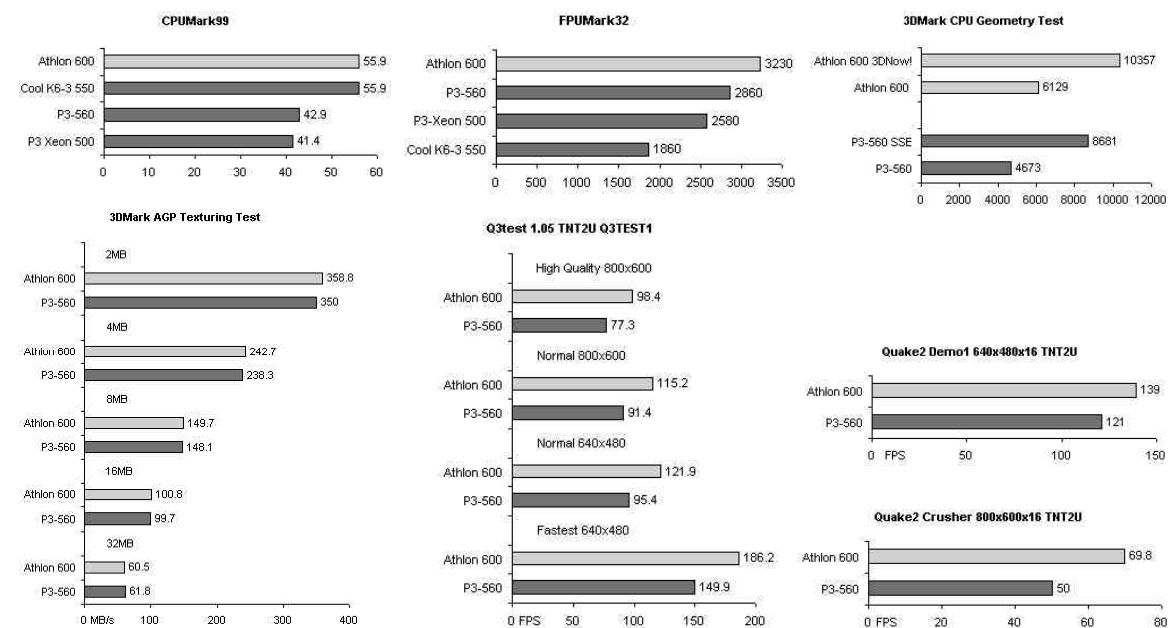 CPUMark99
Athlon 600 55.9
Cool K6-3 550 55.9
P3-560 42.9
P3 Xeon 500 41.4
0 10 20 30 40 50 60
FPUMark32
Athlon 600 3230
P3-560 2860
P3-Xeon 500 2580
Cool K6-3 550 1860
0 500 1000 1500 2000 2500 3000 3500
3DMark CPU Geometry Test
Athlon 600 3DNow! 10357
Athlon 600 6129
P3-560 SSE 8681
P3-560 4673
0 2000 4000 6000 8000 10000 12000
3DMark AGP Texturing Test
2MB
Athlon 600 358.8
P3-560 350
4MB
Athlon 600 242.7
P3-560 238.3
8MB
Athlon 600 149.7
P3-560 148.1
16MB
Athlon 600 100.8
P3-560 99.7
32MB
Athlon 600 60.5
P3-560 61.8
0 MB/s 100 200 300 400
Q3test 1.05 TNT2U Q3TEST1
High Quality 800x600
Athlon 600 98.4
P3-560 77.3
Normal 800x600
Athlon 600 115.2
P3-560 91.4
Normal 640x480
Athlon 600 121.9
P3-560 95.4
Fastest 640x480
Athlon 600 186.2
P3-560 149.9
0 FPS 50 100 150 200
Quake2 Demo1 640x480x16 TNT2U
Athlon 600 139
P3-560 121
0 FPS 50 100 150
Quake2 Crusher 800x600x16 TNT2U
Athlon 600 69.8
P3-560 50
0 FPS 20 40 60 80